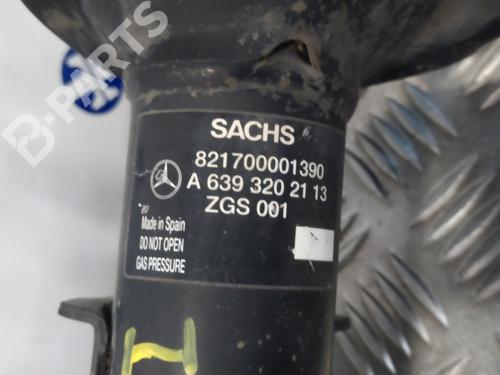 B-PARTS
SACHS
821700001390
A 639 320 21 13
ZGS 001
Made in Spain
DO NOT OPEN
GAS PRESSURE
H